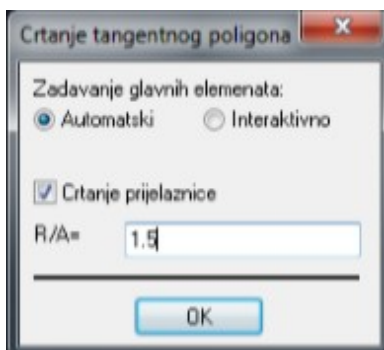 Crtanje tangentnog poligona
Zadavanje glavnih elemenata:
Automatski Interaktivno
Crtanje prijelaznice
R/A= 1.5
OK